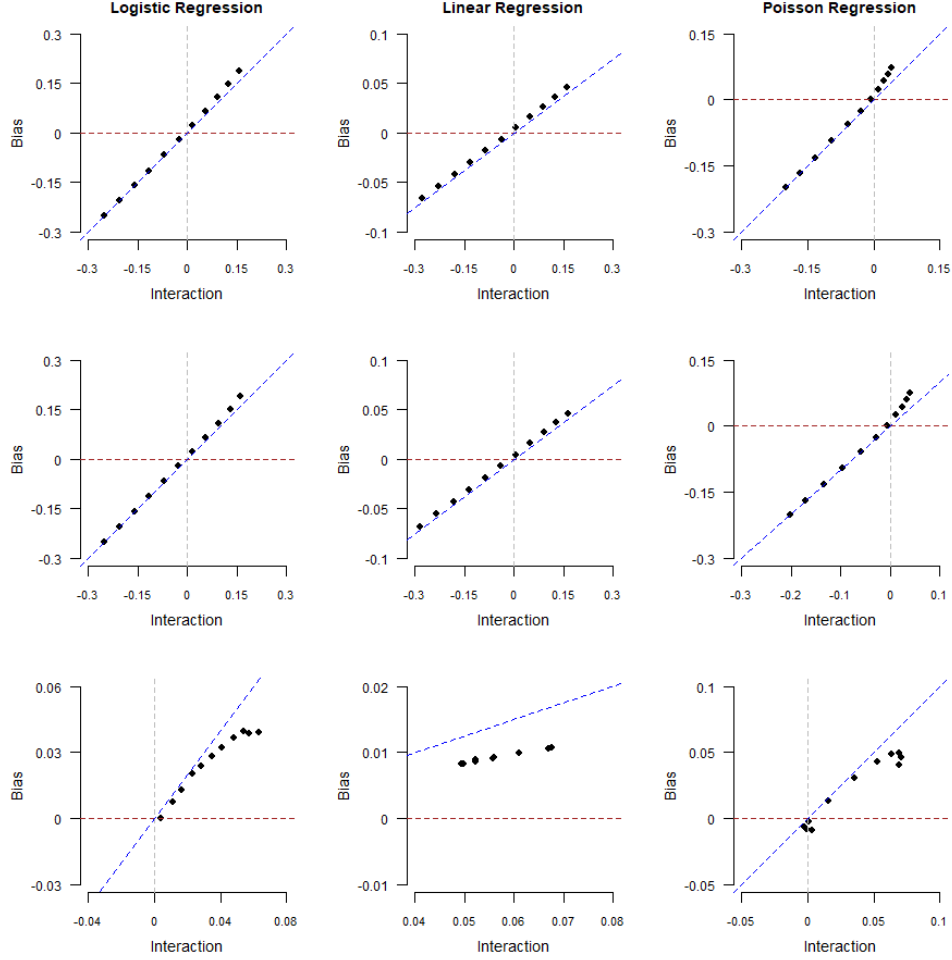 Logistic Regression
Linear Regression
Poisson Regression
0.3
0.15
0
-0.15
-0.3
Bias
-0.3 -0.15 0 0.15 0.3
Interaction
0.1
0.05
0
-0.05
-0.1
Bias
-0.3 -0.15 0 0.15 0.3
Interaction
0.15
0
-0.15
-0.3
Bias
-0.3 -0.15 0 0.15
Interaction
0.3
0.15
0
-0.15
-0.3
Bias
-0.3 -0.15 0 0.15 0.3
Interaction
0.1
0.05
0
-0.05
-0.1
Bias
-0.3 -0.15 0 0.15 0.3
Interaction
0.15
0
-0.15
-0.3
Bias
-0.3 -0.2 -0.1 0 0.1
Interaction
0.06
0.03
0
-0.03
Bias
-0.04 0 0.04 0.08
Interaction
0.02
0.01
0
-0.01
Bias
0.04 0.05 0.06 0.07 0.08
Interaction
0.1
0.05
0
-0.05
Bias
-0.05 0 0.05 0.1
Interaction